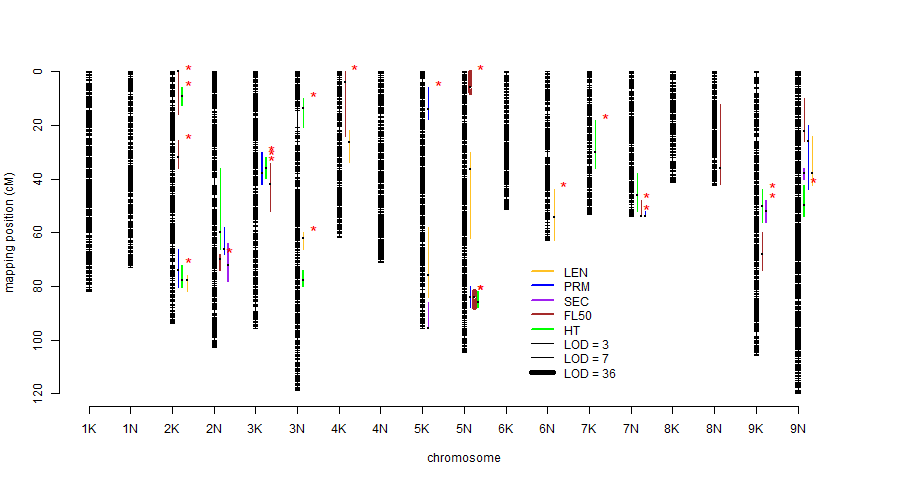 0
20
40
60
80
100
120
mapping position (cM)
LEN
PRM
SEC
FL50
HT
LOD = 3
LOD = 7
LOD = 36
1K 1N 2K 2N 3K 3N 4K 4N 5K 5N 6K 6N 7K 7N 8K 8N 9K 9N
chromosome